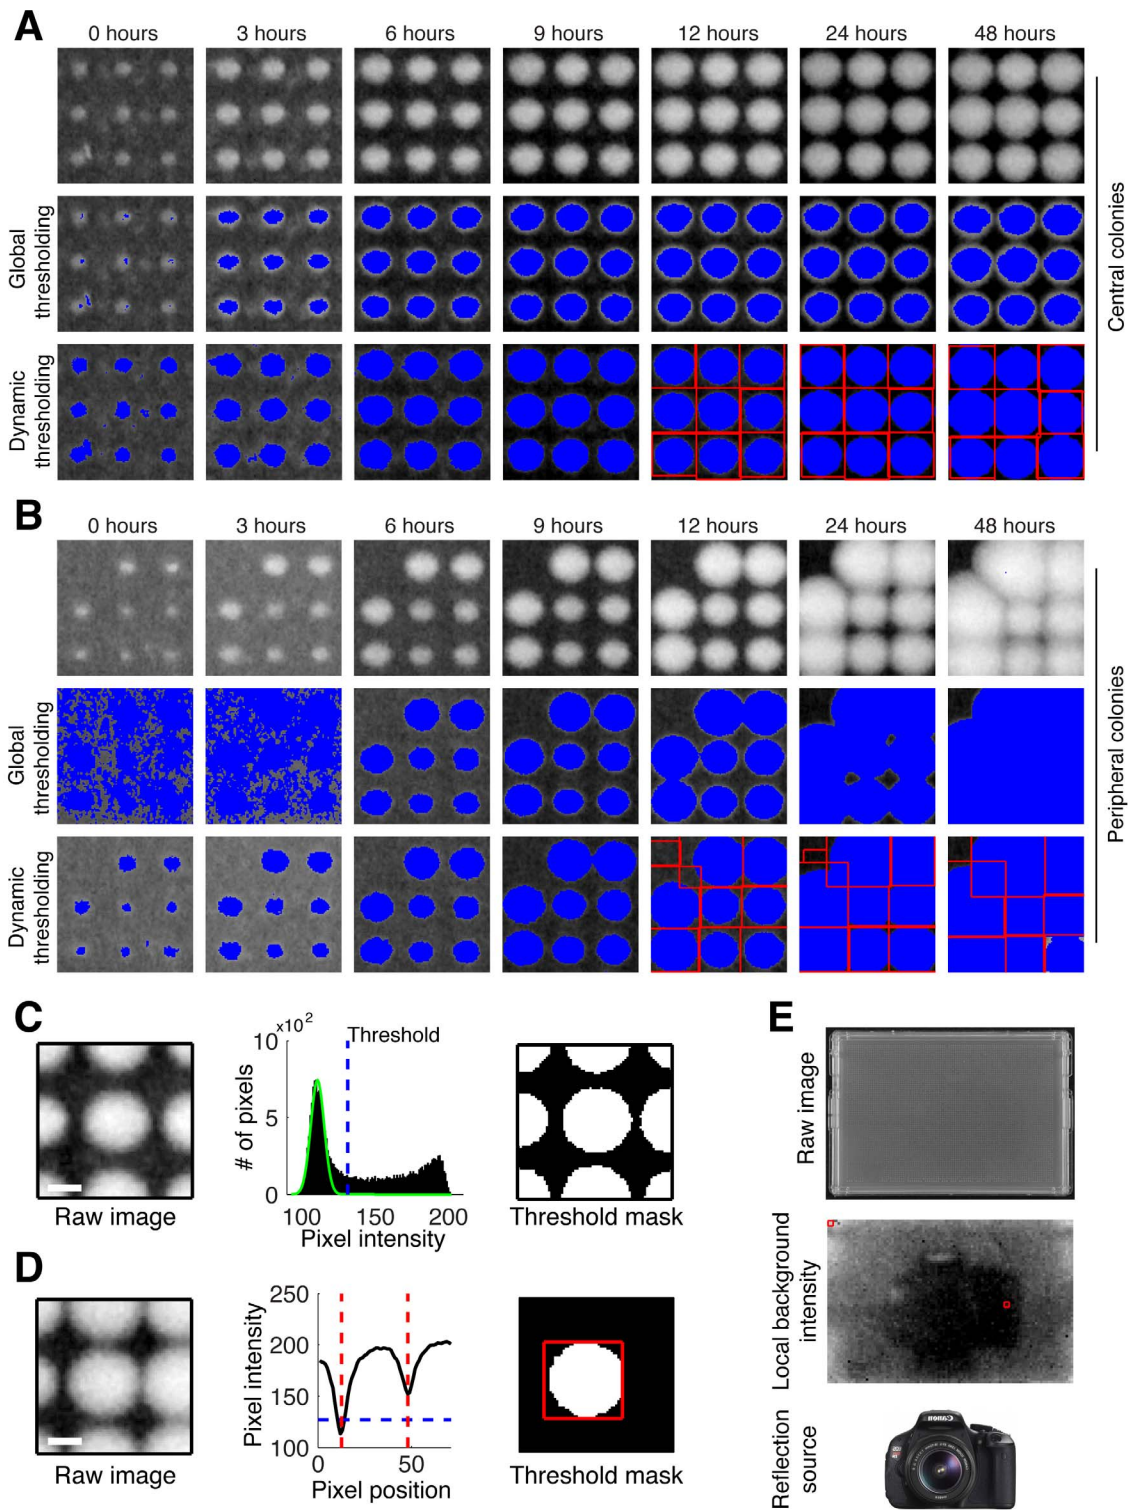 A
0 hours
3 hours
6 hours
9 hours
12 hours
24 hours
48 hours
Global
thresholding
Dynamic
thresholding
Central colonies
B
0 hours
3 hours
6 hours
9 hours
12 hours
24 hours
48 hours
Global
thresholding
Dynamic
thresholding
Peripheral colonies
C
Raw image
x10²
10
5
0
# of pixels
Threshold
100
150
200
Pixel intensity
Threshold mask
D
Raw image
250
200
150
100
Pixel intensity
0
50
Pixel position
Threshold mask
E
Raw image
Local background
intensity
Reflection
source
Canon